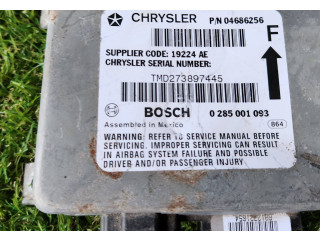 CHRYSLER P/N 04686256
SUPPLIER CODE: 19224 AE
CHRYSLER SERIAL NUMBER:
F
TMD273897445
BOSCH 0 285 001 093
Assembled in Mexico 864
WARNING: REFER TO SERVICE MANUAL BEFORE
SERVICING. IMPROPER SERVICING CAN RESULT
IN AIRBAG SYSTEM FAILURE AND POSSIBLE
DRIVER AND/OR PASSENGER INJURY